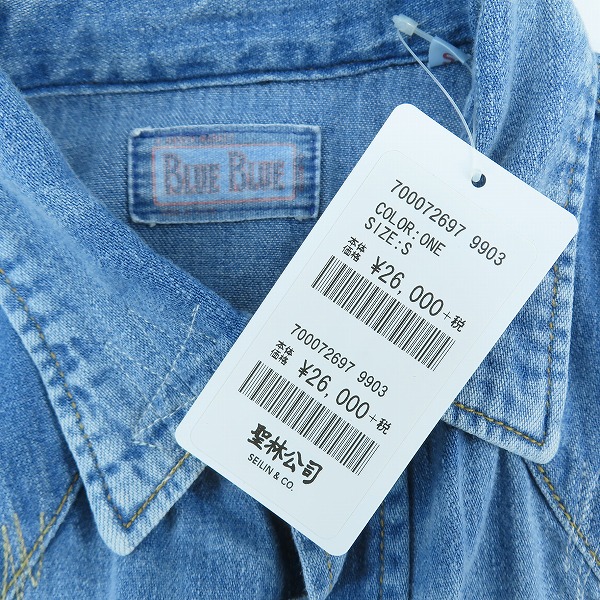 BLUE BLUE
700072697 9903
COLOR:ONE
SIZE:S
本体
価格 ¥26,000+税
700072697 9903
本体
価格 ¥26,000+税
聖林公司
SEILIN & CO.